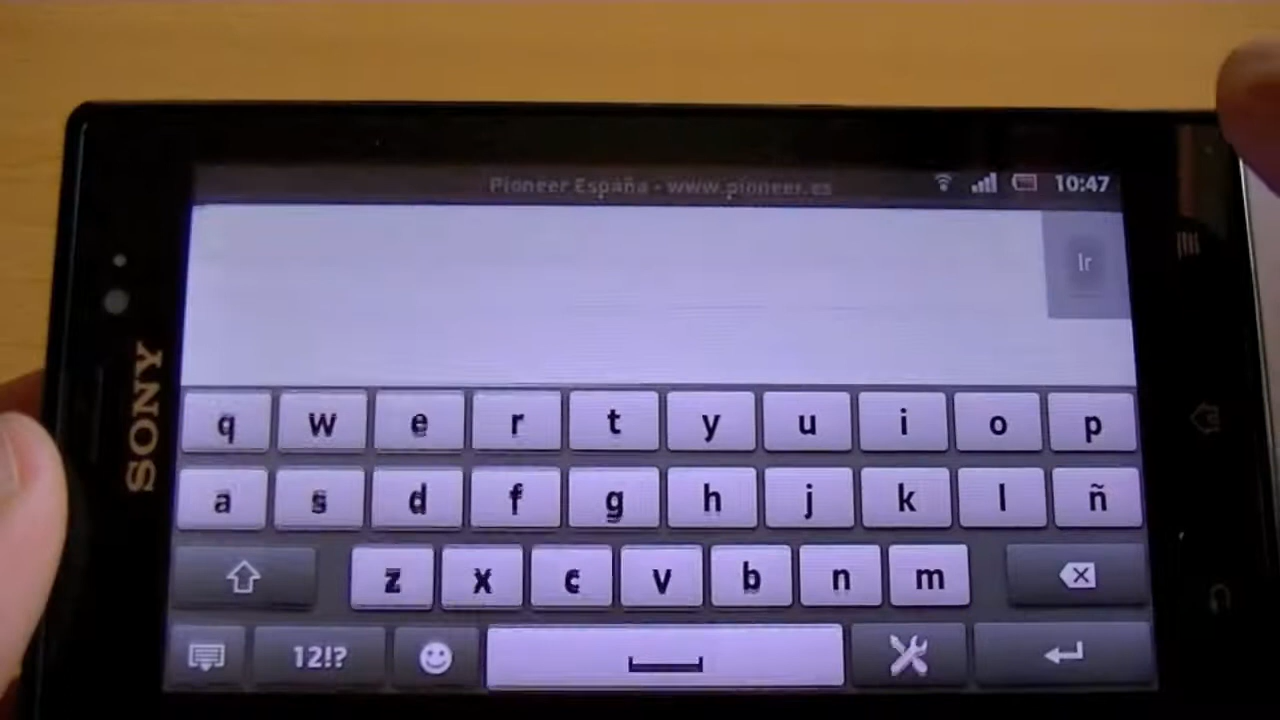 Pioneer España - www.pioneer.es
10:47
Ir
SONY
q w e r t y u i o p
a s d f g h j k l ñ
z x c v b n m
12!?